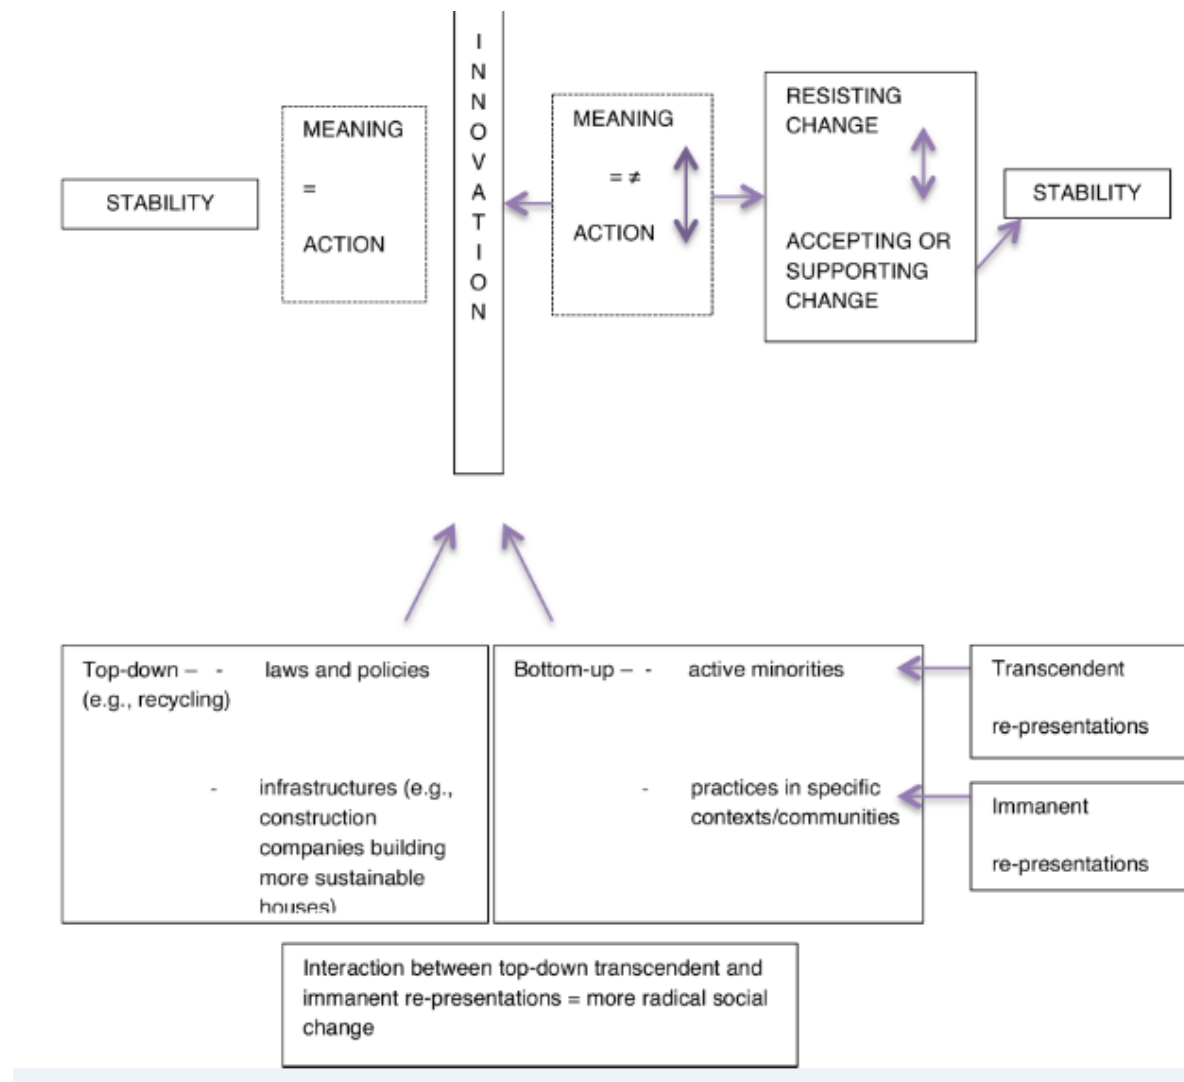 STABILITY
MEANING
=
ACTION
INNOVATION
MEANING
= ≠
ACTION
RESISTING
CHANGE
ACCEPTING OR
SUPPORTING
CHANGE
STABILITY
Top-down – - laws and policies
(e.g., recycling)
- infrastructures (e.g.,
construction
companies building
more sustainable
houses)
Bottom-up – - active minorities
- practices in specific
contexts/communities
Transcendent
re-presentations
Immanent
re-presentations
Interaction between top-down transcendent and
immanent re-presentations = more radical social
change